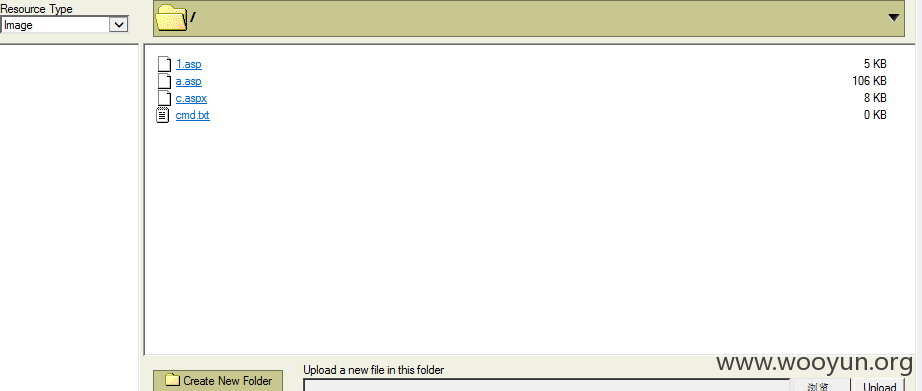 Resource Type
Image
/
1.asp 5 KB
a.asp 106 KB
c.aspx 8 KB
cmd.txt 0 KB
www.wooyun.org
Create New Folder
Upload a new file in this folder
浏览 Upload